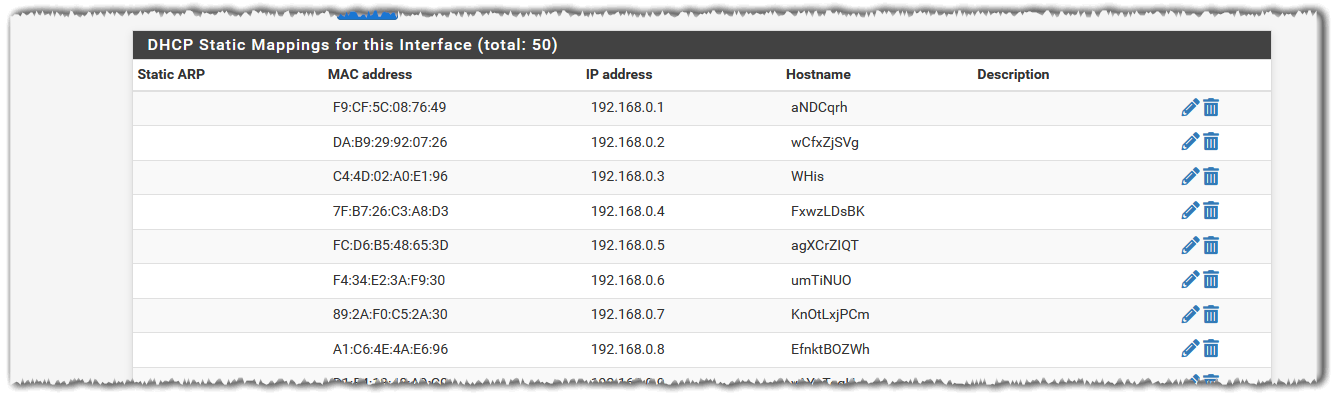 DHCP Static Mappings for this Interface (total: 50)
Static ARP MAC address IP address Hostname Description
F9:CF:5C:08:76:49 192.168.0.1 aNDCqrh
DA:B9:29:92:07:26 192.168.0.2 wCfxZjSVg
C4:4D:02:A0:E1:96 192.168.0.3 WHis
7F:B7:26:C3:A8:D3 192.168.0.4 FxwzLDsBK
FC:D6:B5:48:65:3D 192.168.0.5 agXCrZIQT
F4:34:E2:3A:F9:30 192.168.0.6 umTiNUO
89:2A:F0:C5:2A:30 192.168.0.7 KnOtLxjPCm
A1:C6:4E:4A:E6:96 192.168.0.8 EfnktBOZWh